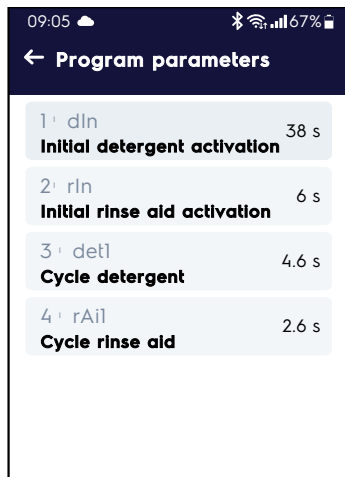 09:05 67%
← Program parameters
1 dIn
Initial detergent activation
38 s
2 rIn
Initial rinse aid activation
6 s
3 det1
Cycle detergent
4.6 s
4 rAi1
Cycle rinse aid
2.6 s